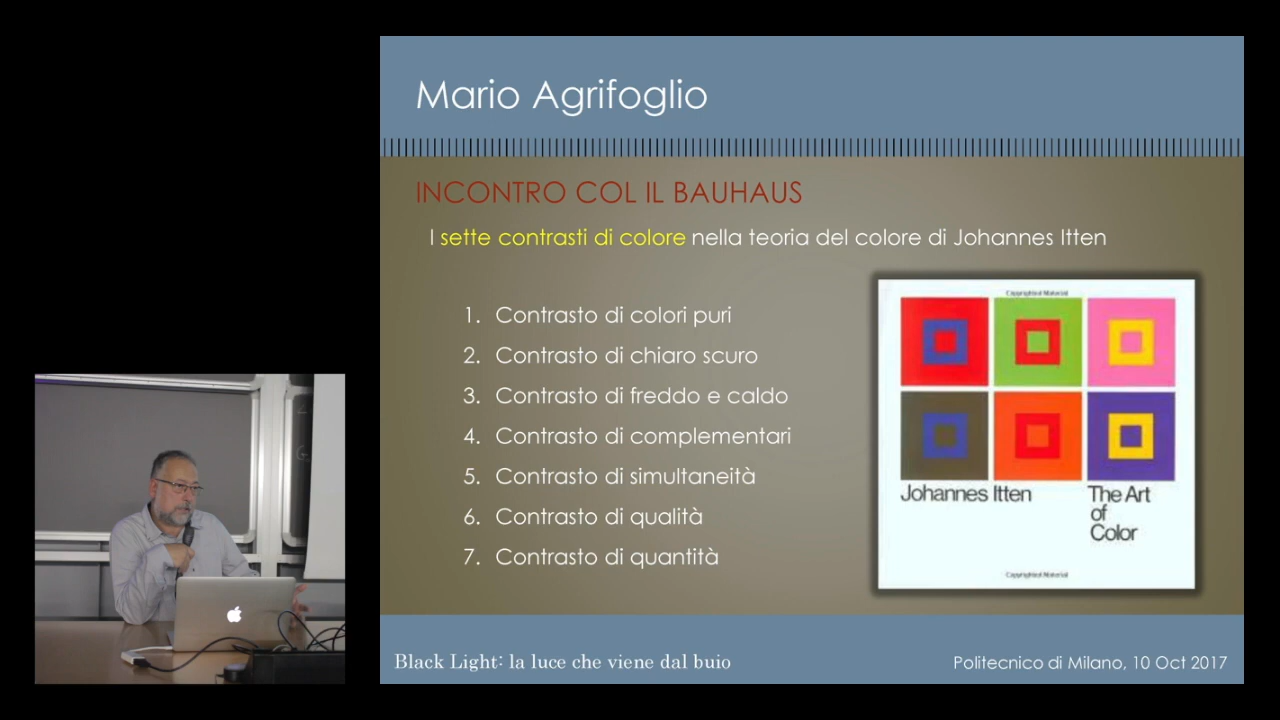 Mario Agrifoglio
INCONTRO COL IL BAUHAUS
I sette contrasti di colore nella teoria del colore di Johannes Itten
1. Contrasto di colori puri
2. Contrasto di chiaro scuro
3. Contrasto di freddo e caldo
4. Contrasto di complementari
5. Contrasto di simultaneità
6. Contrasto di qualità
7. Contrasto di quantità
Copyrighted Material
Johannes Itten
The Art
of
Color
Copyrighted Material
Black Light: la luce che viene dal buio
Politecnico di Milano, 10 Oct 2017